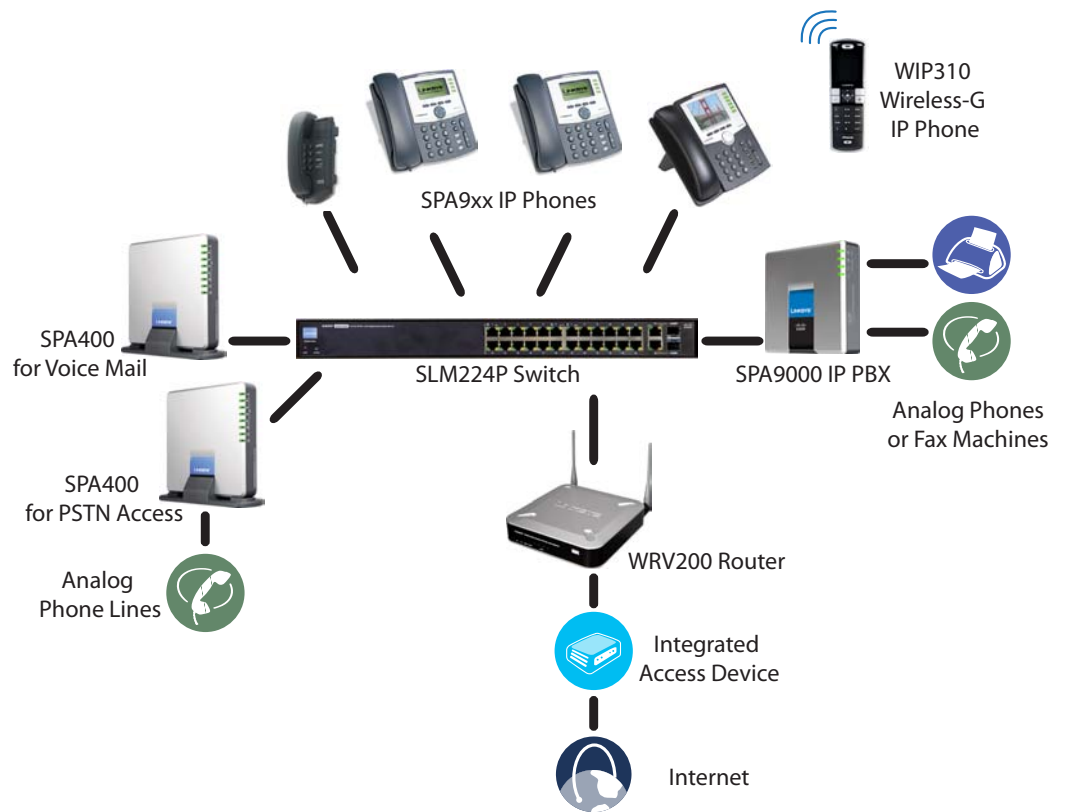 WIP310
Wireless-G
IP Phone
SPA9xx IP Phones
SPA400
for Voice Mail
SLM224P Switch
SPA9000 IP PBX
Analog Phones
or Fax Machines
SPA400
for PSTN Access
WRV200 Router
Analog
Phone Lines
Integrated
Access Device
Internet